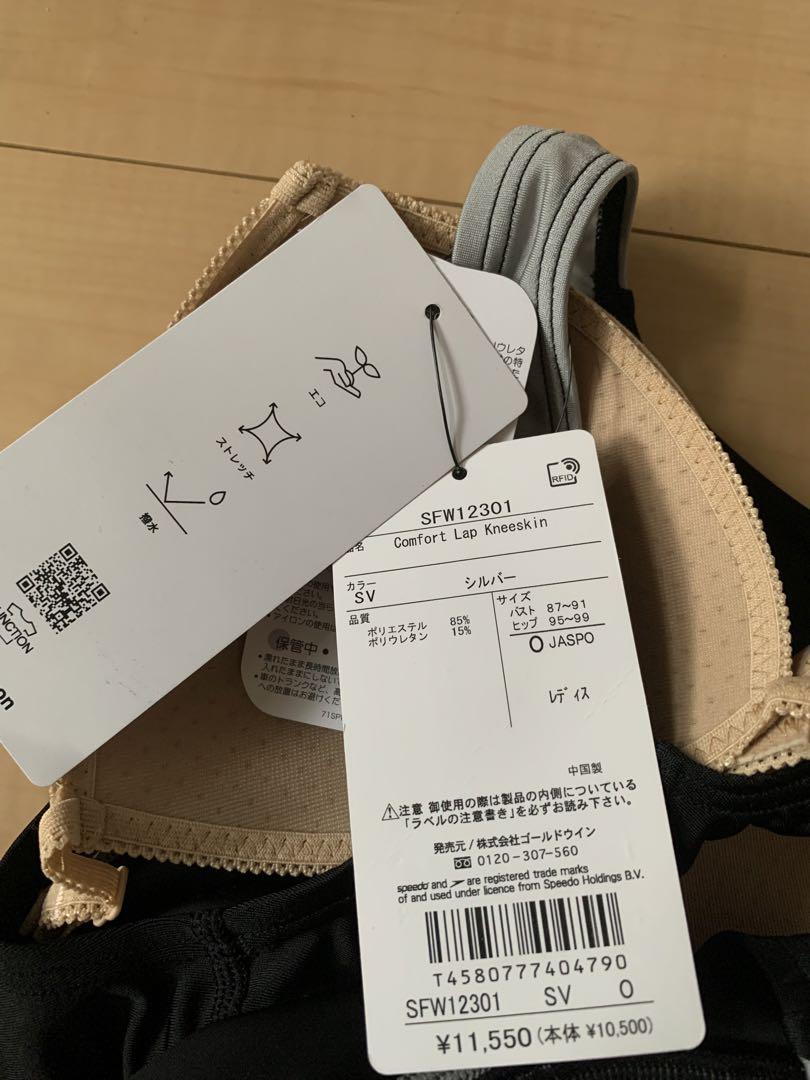 エコ
ストレッチ
撥水
RFID
SFW12301
Comfort Lap Kneeskin
カラー
SV シルバー
品質
ポリエステル 85%
ポリウレタン 15%
サイズ
バスト 87~91
ヒップ 95~99
O JASPO
レディス
中国製
注意 御使用の際は製品の内側についている
「ラベルの注意書き」を必ずお読み下さい。
発売元/株式会社ゴールドウイン
0120-307-560
speedo and are registered trade marks
of and used under licence from Speedo Holdings B.V.
T4580777404790
SFW12301 SV O
¥11,550(本体 ¥10,500)
保管中